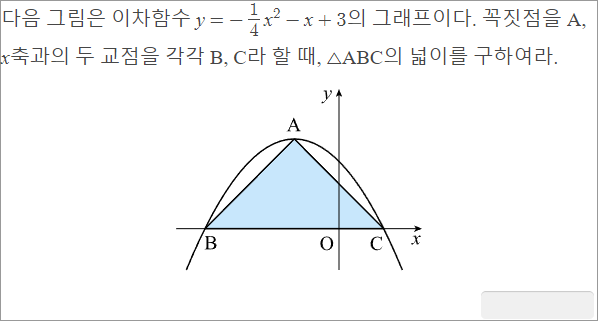 다음 그림은 이차함수 y = − 1/4 x² − x + 3의 그래프이다. 꼭짓점을 A,
x축과의 두 교점을 각각 B, C라 할 때, △ABC의 넓이를 구하여라.
y
A
B
O
C
x